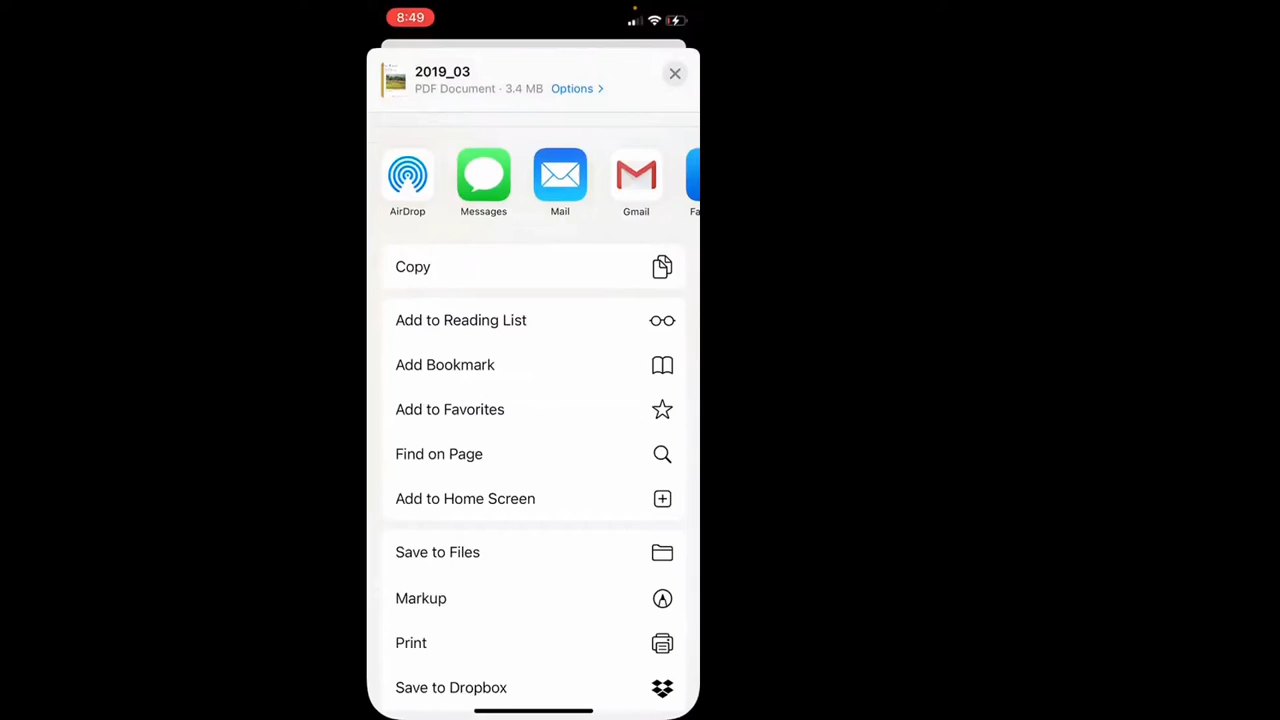 8:49
2019_03
PDF Document · 3.4 MB Options >
AirDrop Messages Mail Gmail Fa
Copy
Add to Reading List
Add Bookmark
Add to Favorites
Find on Page
Add to Home Screen
Save to Files
Markup
Print
Save to Dropbox